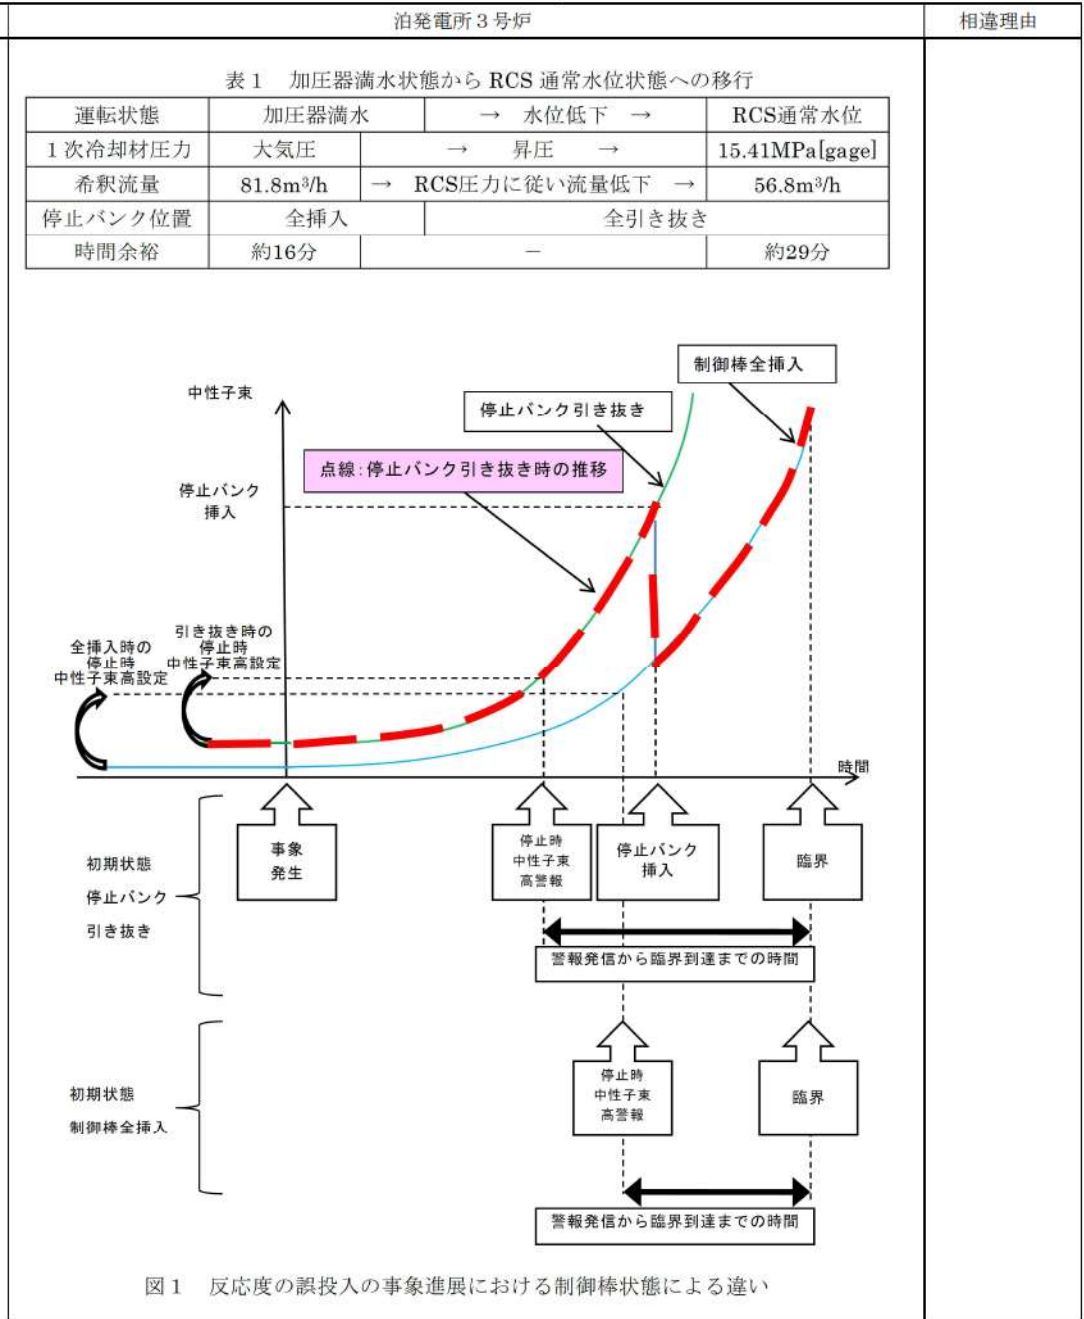 泊発電所３号炉
相違理由
表１　加圧器満水状態から RCS 通常水位状態への移行
運転状態　加圧器満水　→　水位低下　→　RCS通常水位
１次冷却材圧力　大気圧　→　昇圧　→　15.41MPa[gage]
希釈流量　81.8m³/h　→　RCS圧力に従い流量低下　→　56.8m³/h
停止バンク位置　全挿入　全引き抜き
時間余裕　約16分　－　約29分
制御棒全挿入
中性子束
停止バンク引き抜き
点線:停止バンク引き抜き時の推移
停止バンク
挿入
引き抜き時の
停止時
中性子束高設定
全挿入時の
停止時
中性子束高設定
時間
初期状態
停止バンク
引き抜き
事象
発生
停止時
中性子束
高警報
停止バンク
挿入
臨界
警報発信から臨界到達までの時間
初期状態
制御棒全挿入
停止時
中性子束
高警報
臨界
警報発信から臨界到達までの時間
図１　反応度の誤投入の事象進展における制御棒状態による違い